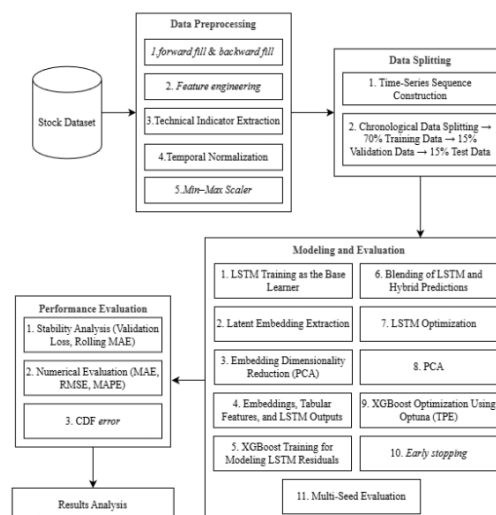 Data Preprocessing
1.forward fill & backward fill
2. Feature engineering
3.Technical Indicator Extraction
4.Temporal Normalization
5.Min–Max Scaler
Stock Dataset
Data Splitting
1. Time-Series Sequence
Construction
2. Chronological Data Splitting →
70% Training Data → 15%
Validation Data → 15% Test Data
Modeling and Evaluation
1. LSTM Training as the Base
Learner
2. Latent Embedding Extraction
3. Embedding Dimensionality
Reduction (PCA)
4. Embeddings, Tabular
Features, and LSTM Outputs
5. XGBoost Training for
Modeling LSTM Residuals
6. Blending of LSTM and
Hybrid Predictions
7. LSTM Optimization
8. PCA
9. XGBoost Optimization Using
Optuna (TPE)
10. Early stopping
11. Multi-Seed Evaluation
Performance Evaluation
1. Stability Analysis (Validation
Loss, Rolling MAE)
2. Numerical Evaluation (MAE,
RMSE, MAPE)
3. CDF error
Results Analysis